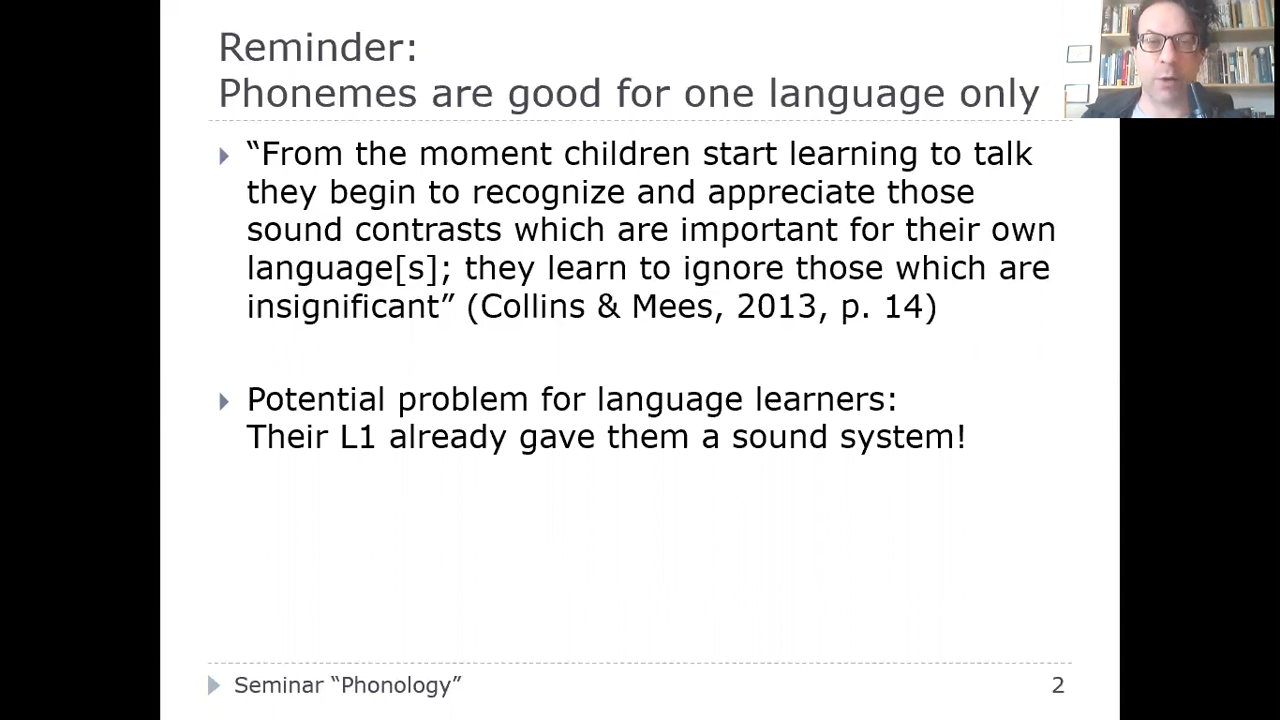 Reminder:
Phonemes are good for one language only
“From the moment children start learning to talk
they begin to recognize and appreciate those
sound contrasts which are important for their own
language[s]; they learn to ignore those which are
insignificant” (Collins & Mees, 2013, p. 14)
Potential problem for language learners:
Their L1 already gave them a sound system!
Seminar “Phonology”
2